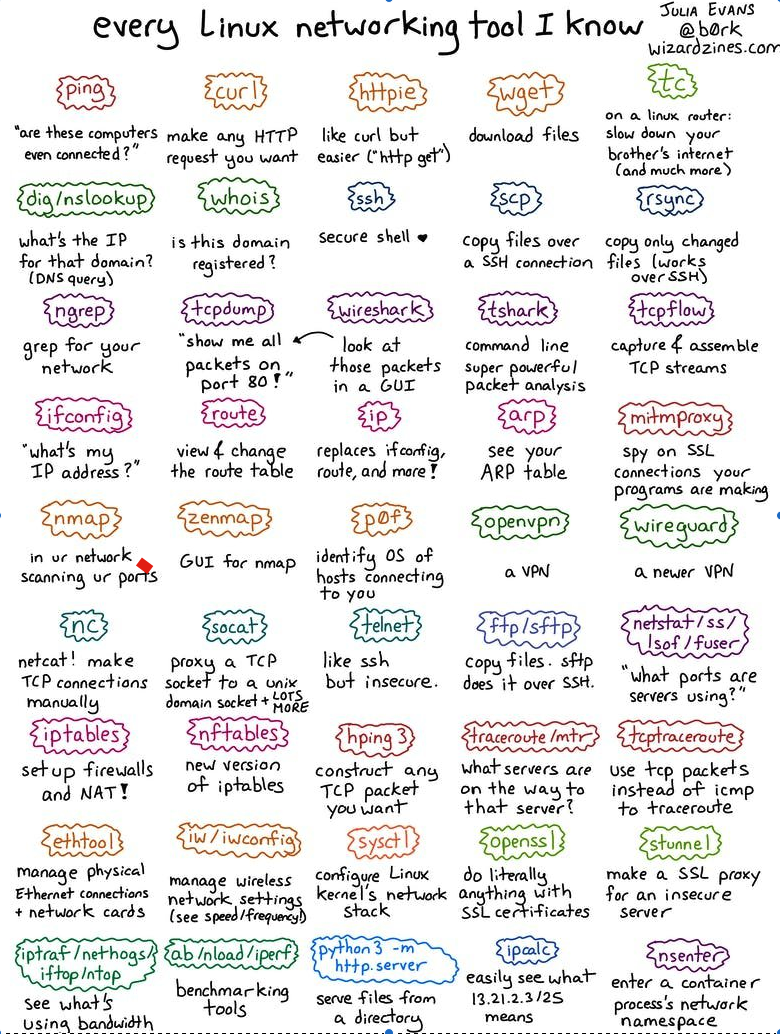 every Linux networking tool I know
JULIA EVANS
@b0rk
wizardzines.com
ping
"are these computers
even connected?"
curl
make any HTTP
request you want
httpie
like curl but
easier ("http get")
wget
download files
tc
on a linux router:
slow down your
brother's internet
(and much more)
dig/nslookup
what's the IP
for that domain?
(DNS query)
whois
is this domain
registered?
ssh
secure shell ♥
scp
copy files over
a SSH connection
rsync
copy only changed
files (works
over SSH)
ngrep
grep for your
network
tcpdump
"show me all
packets on
port 80!"
wireshark
look at
those packets
in a GUI
tshark
command line
super powerful
packet analysis
tcpflow
capture & assemble
TCP streams
ifconfig
"what's my
IP address?"
route
view & change
the route table
ip
replaces ifconfig,
route, and more!
arp
see your
ARP table
mitmproxy
spy on SSL
connections your
programs are making
nmap
in ur network
scanning ur ports
zenmap
GUI for nmap
p0f
identify OS of
hosts connecting
to you
openvpn
a VPN
wireguard
a newer VPN
nc
netcat! make
TCP connections
manually
socat
proxy a TCP
socket to a unix
domain socket + LOTS
MORE
telnet
like ssh
but insecure.
ftp/sftp
copy files. sftp
does it over SSH.
netstat/ss/
lsof/fuser
"what ports are
servers using?"
iptables
set up firewalls
and NAT!
nftables
new version
of iptables
hping3
construct any
TCP packet
you want
traceroute/mtr
what servers are
on the way to
that server?
tcptraceroute
use tcp packets
instead of icmp
to traceroute
ethtool
manage physical
Ethernet connections
+ network cards
iw/iwconfig
manage wireless
network settings
(see speed/frequency!)
sysctl
configure Linux
kernel's network
stack
openssl
do literally
anything with
SSL certificates
stunnel
make a SSL proxy
for an insecure
server
iptraf/nethogs/
iftop/ntop
see what's
using bandwidth
ab/nload/iperf
benchmarking
tools
python3 -m
http.server
serve files from
a directory
ipcalc
easily see what
13.21.2.3/25
means
nsenter
enter a container
process's network
namespace